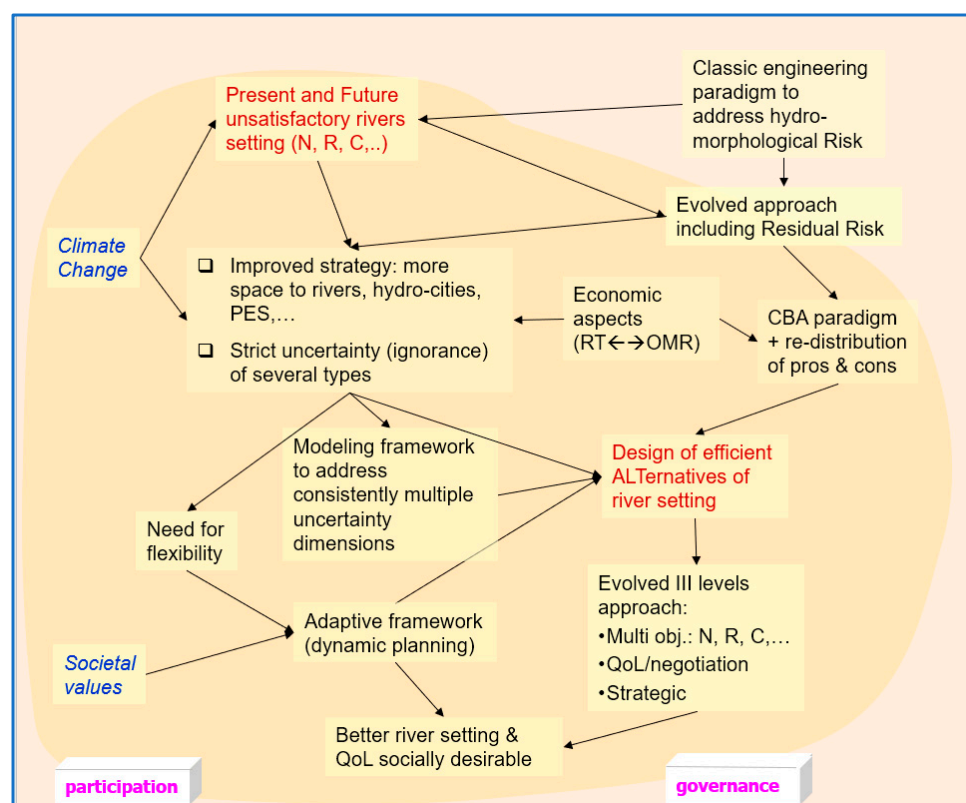 Classic engineering
paradigm to
address hydro-
morphological Risk
Present and Future
unsatisfactory rivers
setting (N, R, C,..)
Evolved approach
including Residual Risk
Climate
Change
❑ Improved strategy: more
space to rivers, hydro-cities,
PES,…
❑ Strict uncertainty (ignorance)
of several types
Economic
aspects
(RT←→OMR)
CBA paradigm
+ re-distribution
of pros & cons
Modeling framework
to address
consistently multiple
uncertainty
dimensions
Design of efficient
ALTernatives of
river setting
Need for
flexibility
Evolved III levels
approach:
•Multi obj.: N, R, C,…
•QoL/negotiation
•Strategic
Adaptive framework
(dynamic planning)
Societal
values
Better river setting &
QoL socially desirable
participation
governance